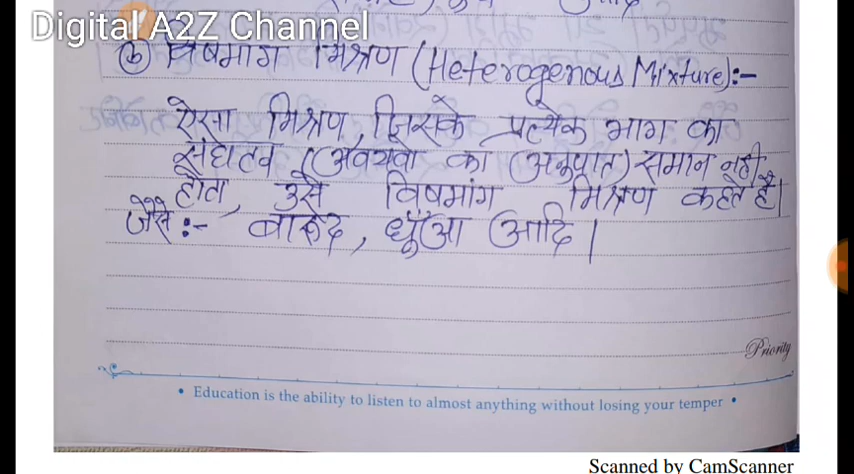 Digital A2Z Channel
(b) विषमांग मिश्रण (Heterogenous Mixture):-
ऐसा मिश्रण, जिसके प्रत्येक भाग का
संघटन (अवयवों का अनुपात) समान नहीं
होता, उसे विषमांग मिश्रण कहते है।
जैसे:- बारूद, धुँआ आदि।
Priority
• Education is the ability to listen to almost anything without losing your temper •
Scanned by CamScanner